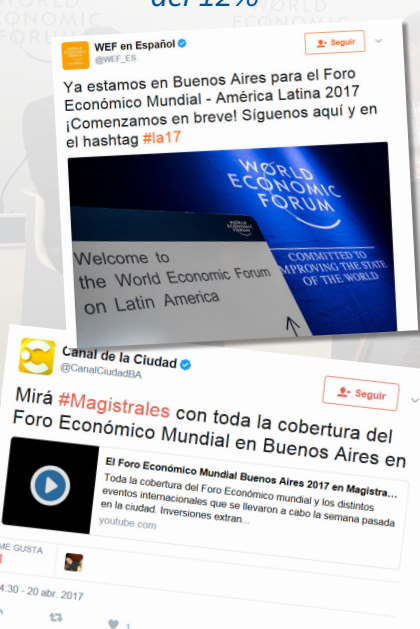 del 12%
WEF en Español
@WEF_ES
Seguir
Ya estamos en Buenos Aires para el Foro
Económico Mundial - América Latina 2017
¡Comenzamos en breve! Síguenos aquí y en
el hashtag #la17
WORLD
ECONOMIC
FORUM
COMMITTED TO
IMPROVING THE STATE
OF THE WORLD
WORLD
ECONOMIC
FORUM
Welcome to
the World Economic Forum
on Latin America
Canal de la Ciudad
@CanalCiudadBA
Seguir
Mirá #Magistrales con toda la cobertura del
Foro Económico Mundial en Buenos Aires en
El Foro Económico Mundial Buenos Aires 2017 en Magistra...
Toda la cobertura del Foro Económico mundial y los distintos
eventos internacionales que se llevaron a cabo la semana pasada
en la ciudad. Inversiones extran...
youtube.com
ME GUSTA
4:30 - 20 abr. 2017
1